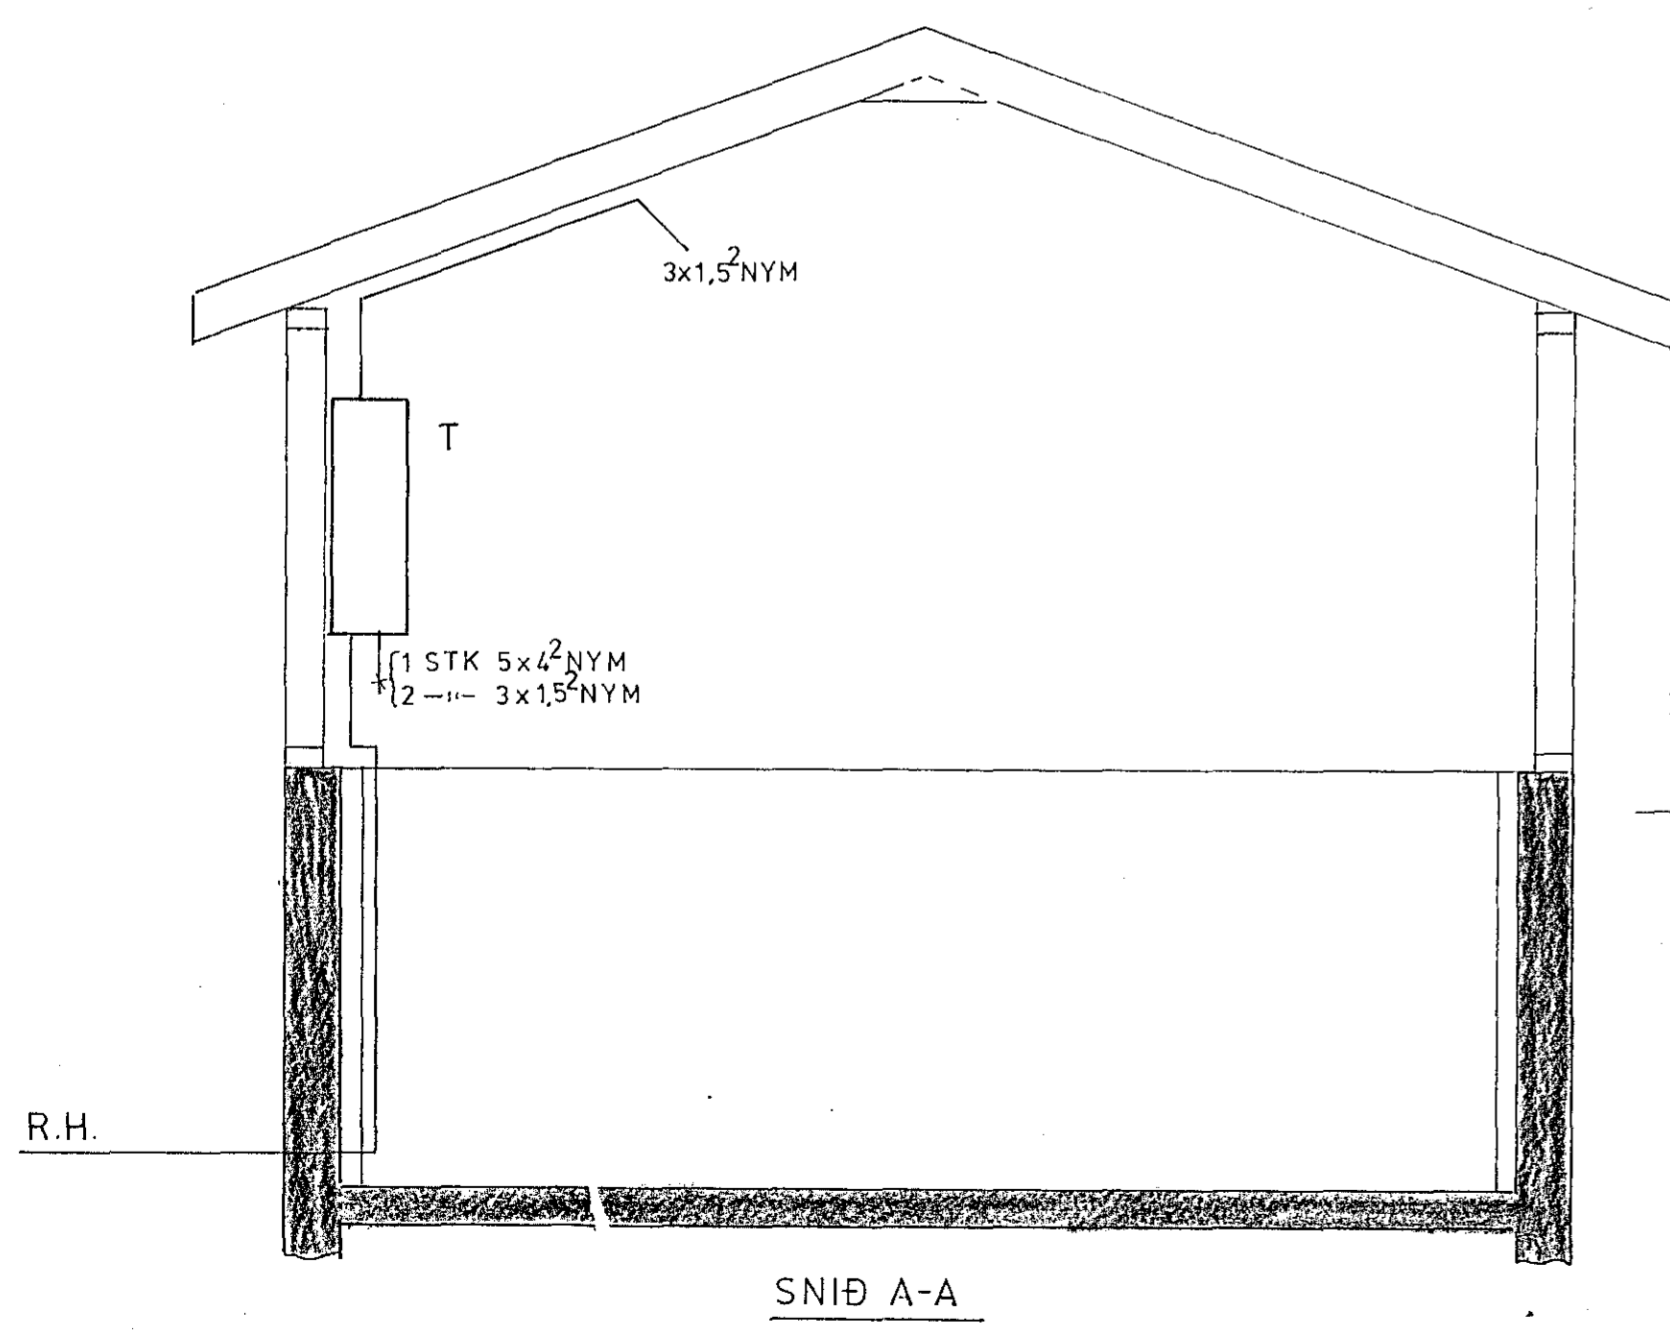 3x1,5²NYM
T
1 STK 5x4²NYM
2 —"— 3x1,5²NYM
R.H.
SNIÐ A-A